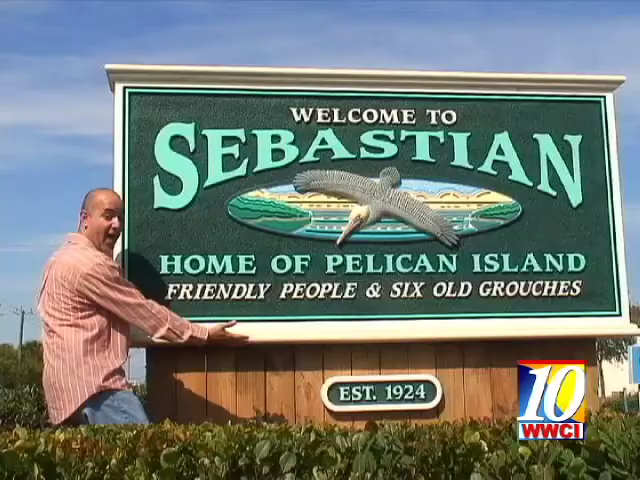 WELCOME TO
SEBASTIAN
HOME OF PELICAN ISLAND
FRIENDLY PEOPLE & SIX OLD GROUCHES
EST. 1924
10
WWCI